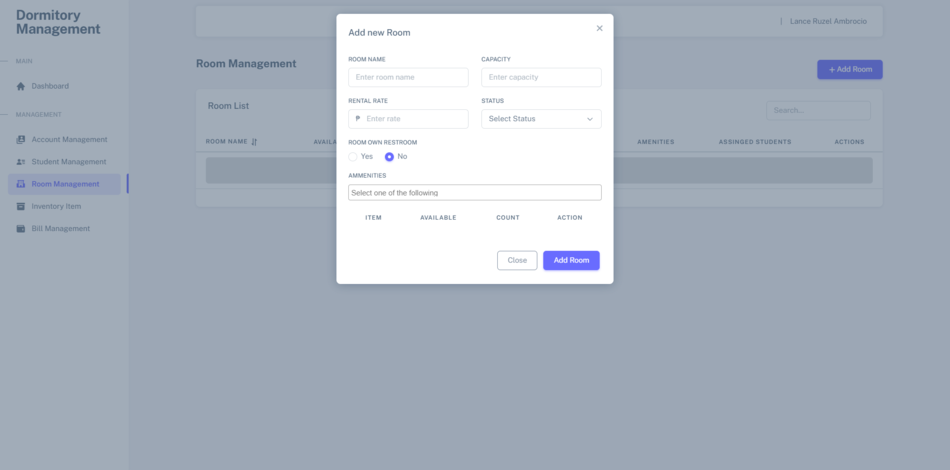 Dormitory
Management
MAIN
Dashboard
MANAGEMENT
Account Management
Student Management
Room Management
Inventory Item
Bill Management
Lance Ruzel Ambrocio
Room Management
+ Add Room
Room List
Search...
ROOM NAME
AVAILA
AMENITIES
ASSINGED STUDENTS
ACTIONS
Add new Room
×
ROOM NAME
CAPACITY
Enter room name
Enter capacity
RENTAL RATE
STATUS
₱ Enter rate
Select Status
ROOM OWN RESTROOM
Yes No
AMMENITIES
Select one of the following
ITEM AVAILABLE COUNT ACTION
Close Add Room